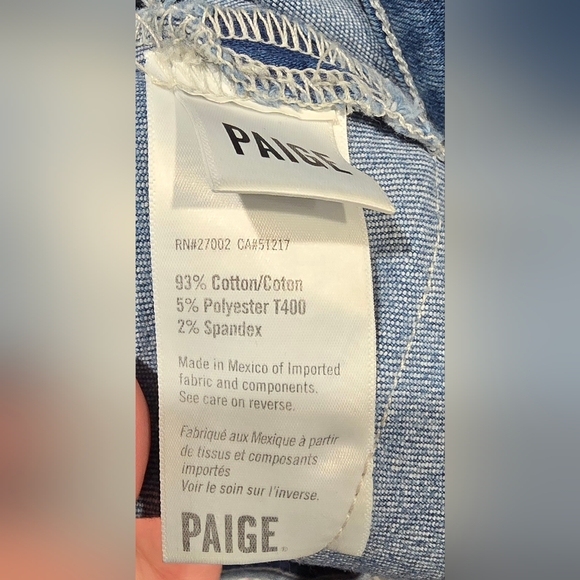 PAIGE
RN#27002 CA#51217
93% Cotton/Coton
5% Polyester T400
2% Spandex
Made in Mexico of Imported
fabric and components.
See care on reverse.
Fabriqué aux Mexique à partir
de tissus et composants
importés
Voir le soin sur l'inverse.
PAIGE